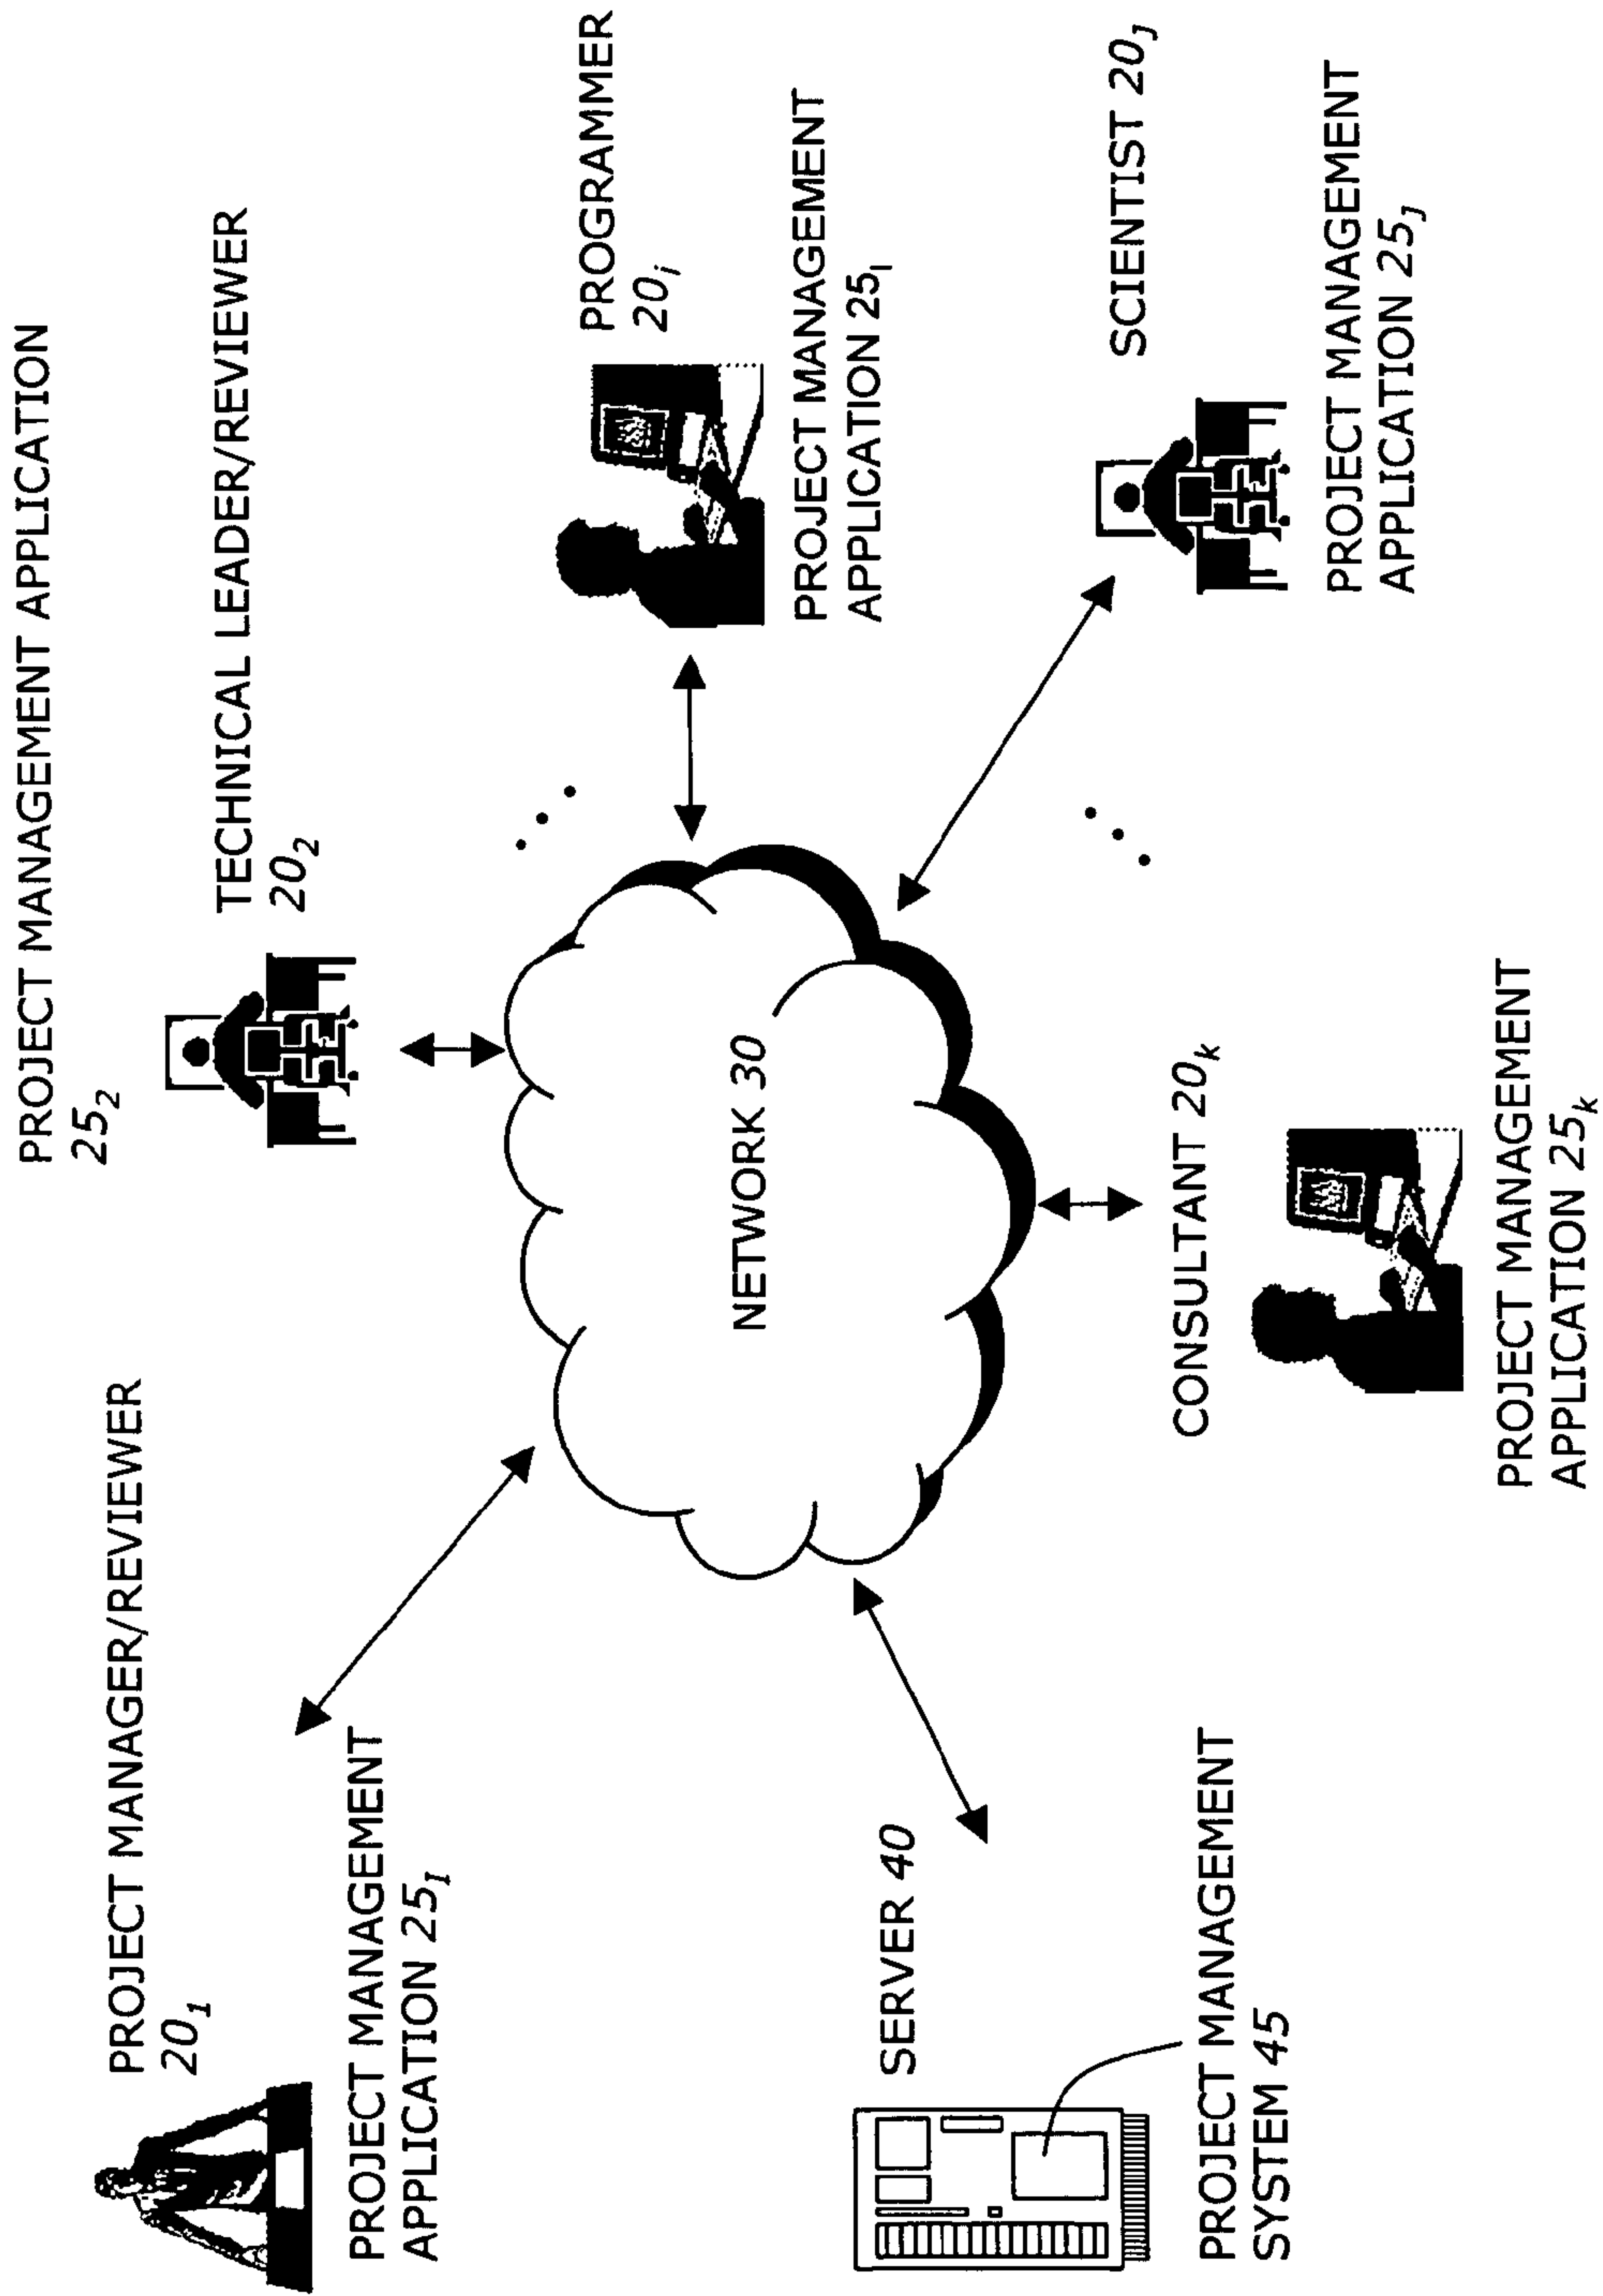 PROJECT MANAGEMENT APPLICATION
25₂
TECHNICAL LEADER/REVIEWER
20₂
PROJECT MANAGER/REVIEWER
20₁
PROJECT MANAGEMENT
APPLICATION 25I
PROGRAMMER
20ᵢ
PROJECT MANAGEMENT
APPLICATION 25ₗ
NETWORK 30
SERVER 40
PROJECT MANAGEMENT
SYSTEM 45
CONSULTANT 20ₖ
PROJECT MANAGEMENT
APPLICATION 25ₖ
SCIENTIST 20J
PROJECT MANAGEMENT
APPLICATION 25J